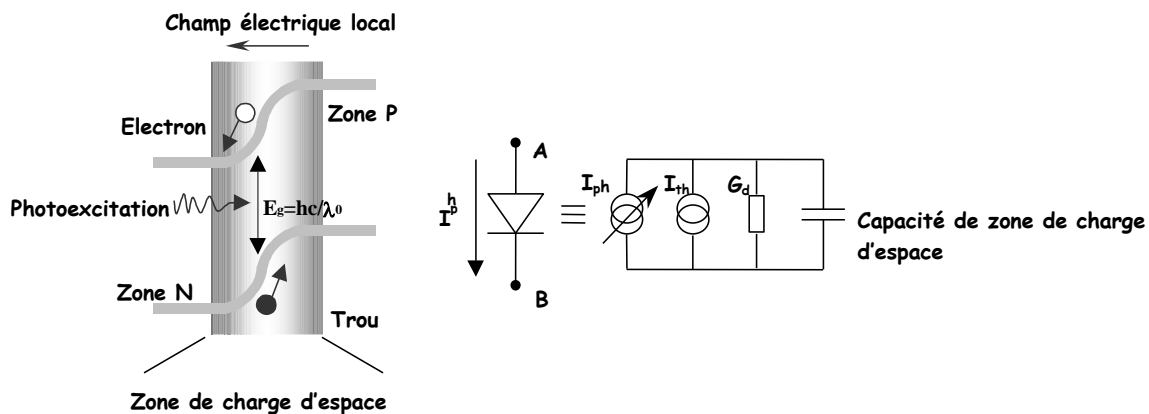 Champ électrique local
Zone P
Electron
Photoexcitation
Eg=hc/λ0
Zone N
Trou
Zone de charge d'espace
A
I
h
p
B
Iph
Ith
Gd
Capacité de zone de charge
d'espace